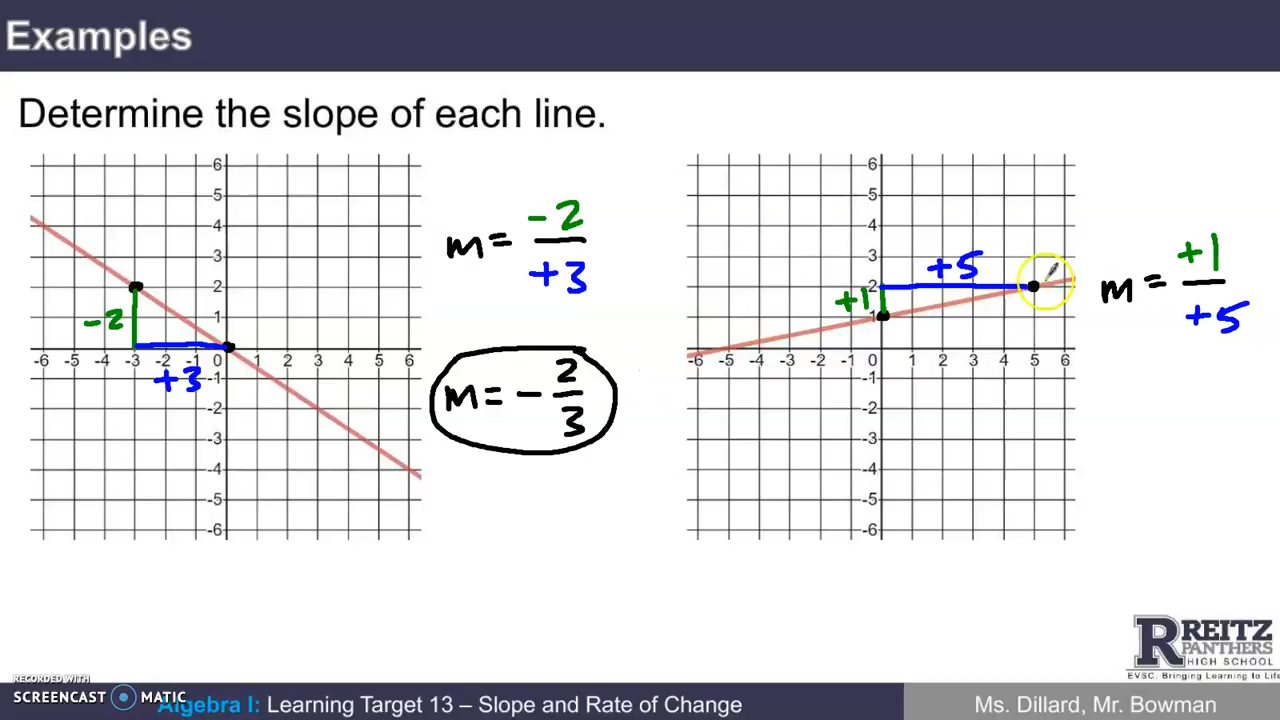 Examples
Determine the slope of each line.
6
5
4
3
2
1
-6 -5 -4 -3 -2 -1 0 1 2 3 4 5 6
-1
-2
-3
-4
-5
-6
-2
+3
m = -2/+3
m = - 2/3
6
5
4
3
2
1
-6 -5 -4 -3 -2 -1 0 1 2 3 4 5 6
-1
-2
-3
-4
-5
-6
+1
+5
m = +1/+5
R REITZ
PANTHERS
HIGH SCHOOL
EVSC. Bringing Learning to Life
RECORDED WITH
SCREENCAST MATIC
Algebra I: Learning Target 13 – Slope and Rate of Change
Ms. Dillard, Mr. Bowman